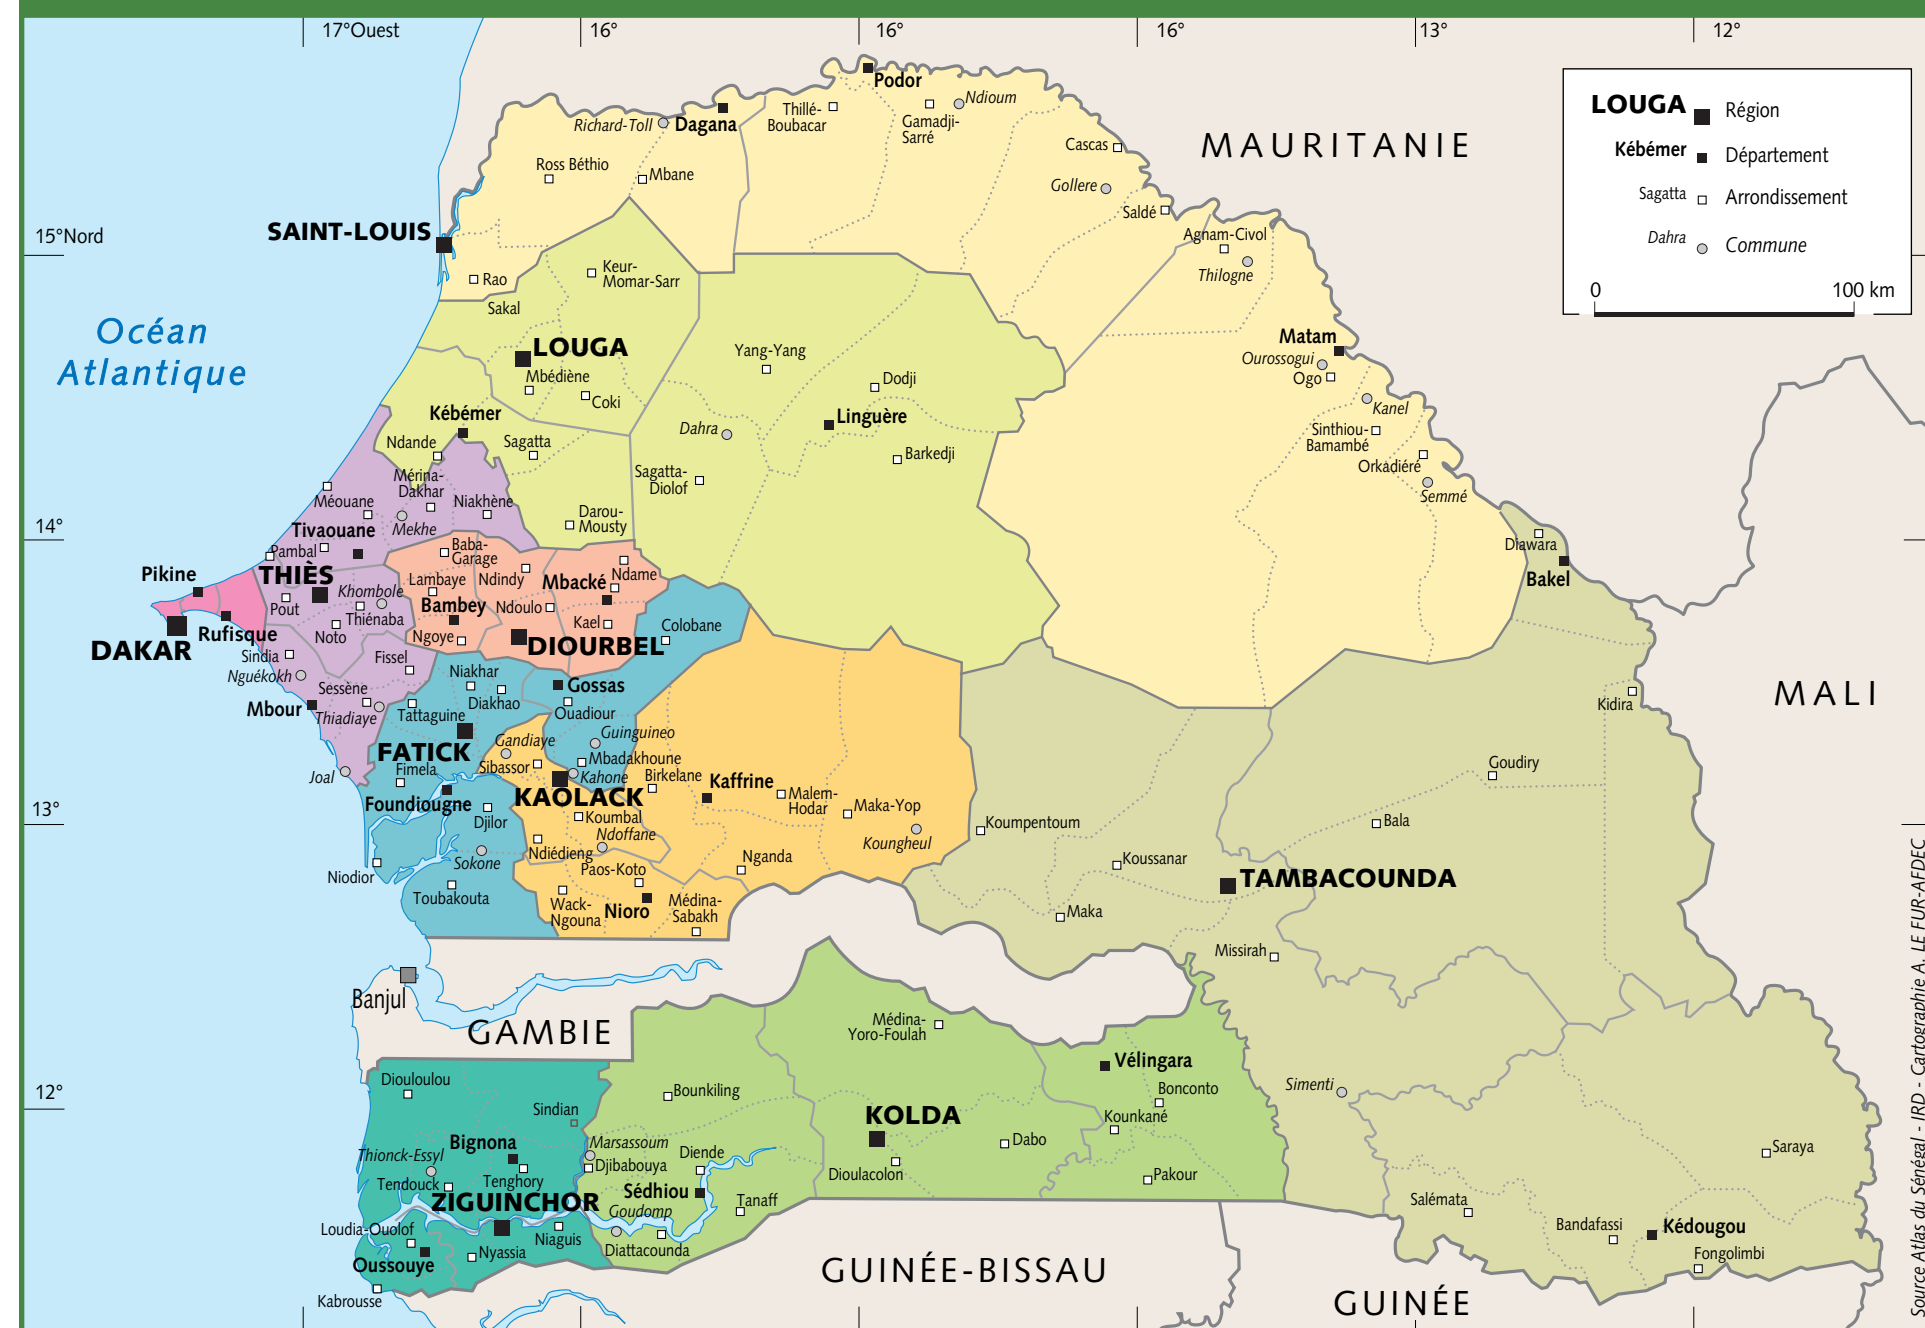 17°Ouest
16°
16°
16°
13°
12°
LOUGA
Région
Kébémer
Département
Sagatta
Arrondissement
Dahra
Commune
0
100 km
MAURITANIE
Podor
Ndioum
Thillé-
Boubacar
Gamadji-
Sarré
Richard-Toll
Dagana
Cascas
Ross Béthio
Mbane
Gollere
Saldé
15°Nord
SAINT-LOUIS
Agnam-Civol
Thilogne
Rao
Keur-
Momar-Sarr
Sakal
Océan
Atlantique
LOUGA
Mbédiène
Coki
Yang-Yang
Dodji
Matam
Ourossogui
Ogo
Kanel
Kébémer
Linguère
Dahra
Ndande
Sagatta
Barkedji
Sinthiou-
Bamambé
Orkadiéré
Semmé
Sagatta-
Diolof
Mérina-
Dakhar
Méouane
Niakhène
Mekhe
Darou-
Mousty
14°
Tivaouane
Pambal
Baba-
Garage
Diawara
Bakel
Pikine
THIÈS
Khombole
Lambaye
Ndindy
Mbacké
Ndame
Pout
Thiénaba
Bambey
Ndoulo
Noto
Ngoye
Kael
Colobane
DAKAR
Rufisque
DIOURBEL
Sindia
Nguékokh
Fissel
Niakhar
Gossas
Sessène
Diakhao
Ouadiour
Mbour
Thiadiaye
Tattaguine
Kidira
MALI
FATICK
Gandiaye
Guinguineo
Sibassor
Mbadakhoune
Kahone
Joal
Fimela
Birkelane
Kaffrine
Goudiry
KAOLACK
Malem-
Hodar
Maka-Yop
Foundiougne
13°
Djilor
Koumbal
Ndoffane
Koungheul
Koumpentoum
Bala
Sokone
Ndiédieng
Nganda
Koussanar
Niodior
Paos-Koto
TAMBACOUNDA
Toubakouta
Wack-
Ngouna
Nioro
Médina-
Sabakh
Maka
Missirah
Banjul
GAMBIE
Médina-
Yoro-Foulah
Vélingara
Diouloulou
12°
Bounkiling
Bonconto
Simenti
Sindian
KOLDA
Kounkané
Bignona
Marsassoum
Dabo
Thionck-Essyl
Djibabouya
Diende
Saraya
Tendouck
Tenghory
Dioulacolon
Pakour
ZIGUINCHOR
Sédhiou
Tanaff
Salémata
Goudomp
Loudia-Ouolof
Niaguis
Diattacounda
Bandafassi
Kédougou
Nyassia
Oussouye
Fongolimbi
Kabrousse
GUINÉE-BISSAU
GUINÉE
Source Atlas du Sénégal - IRD - Cartographie A. LE FUR-AFDEC